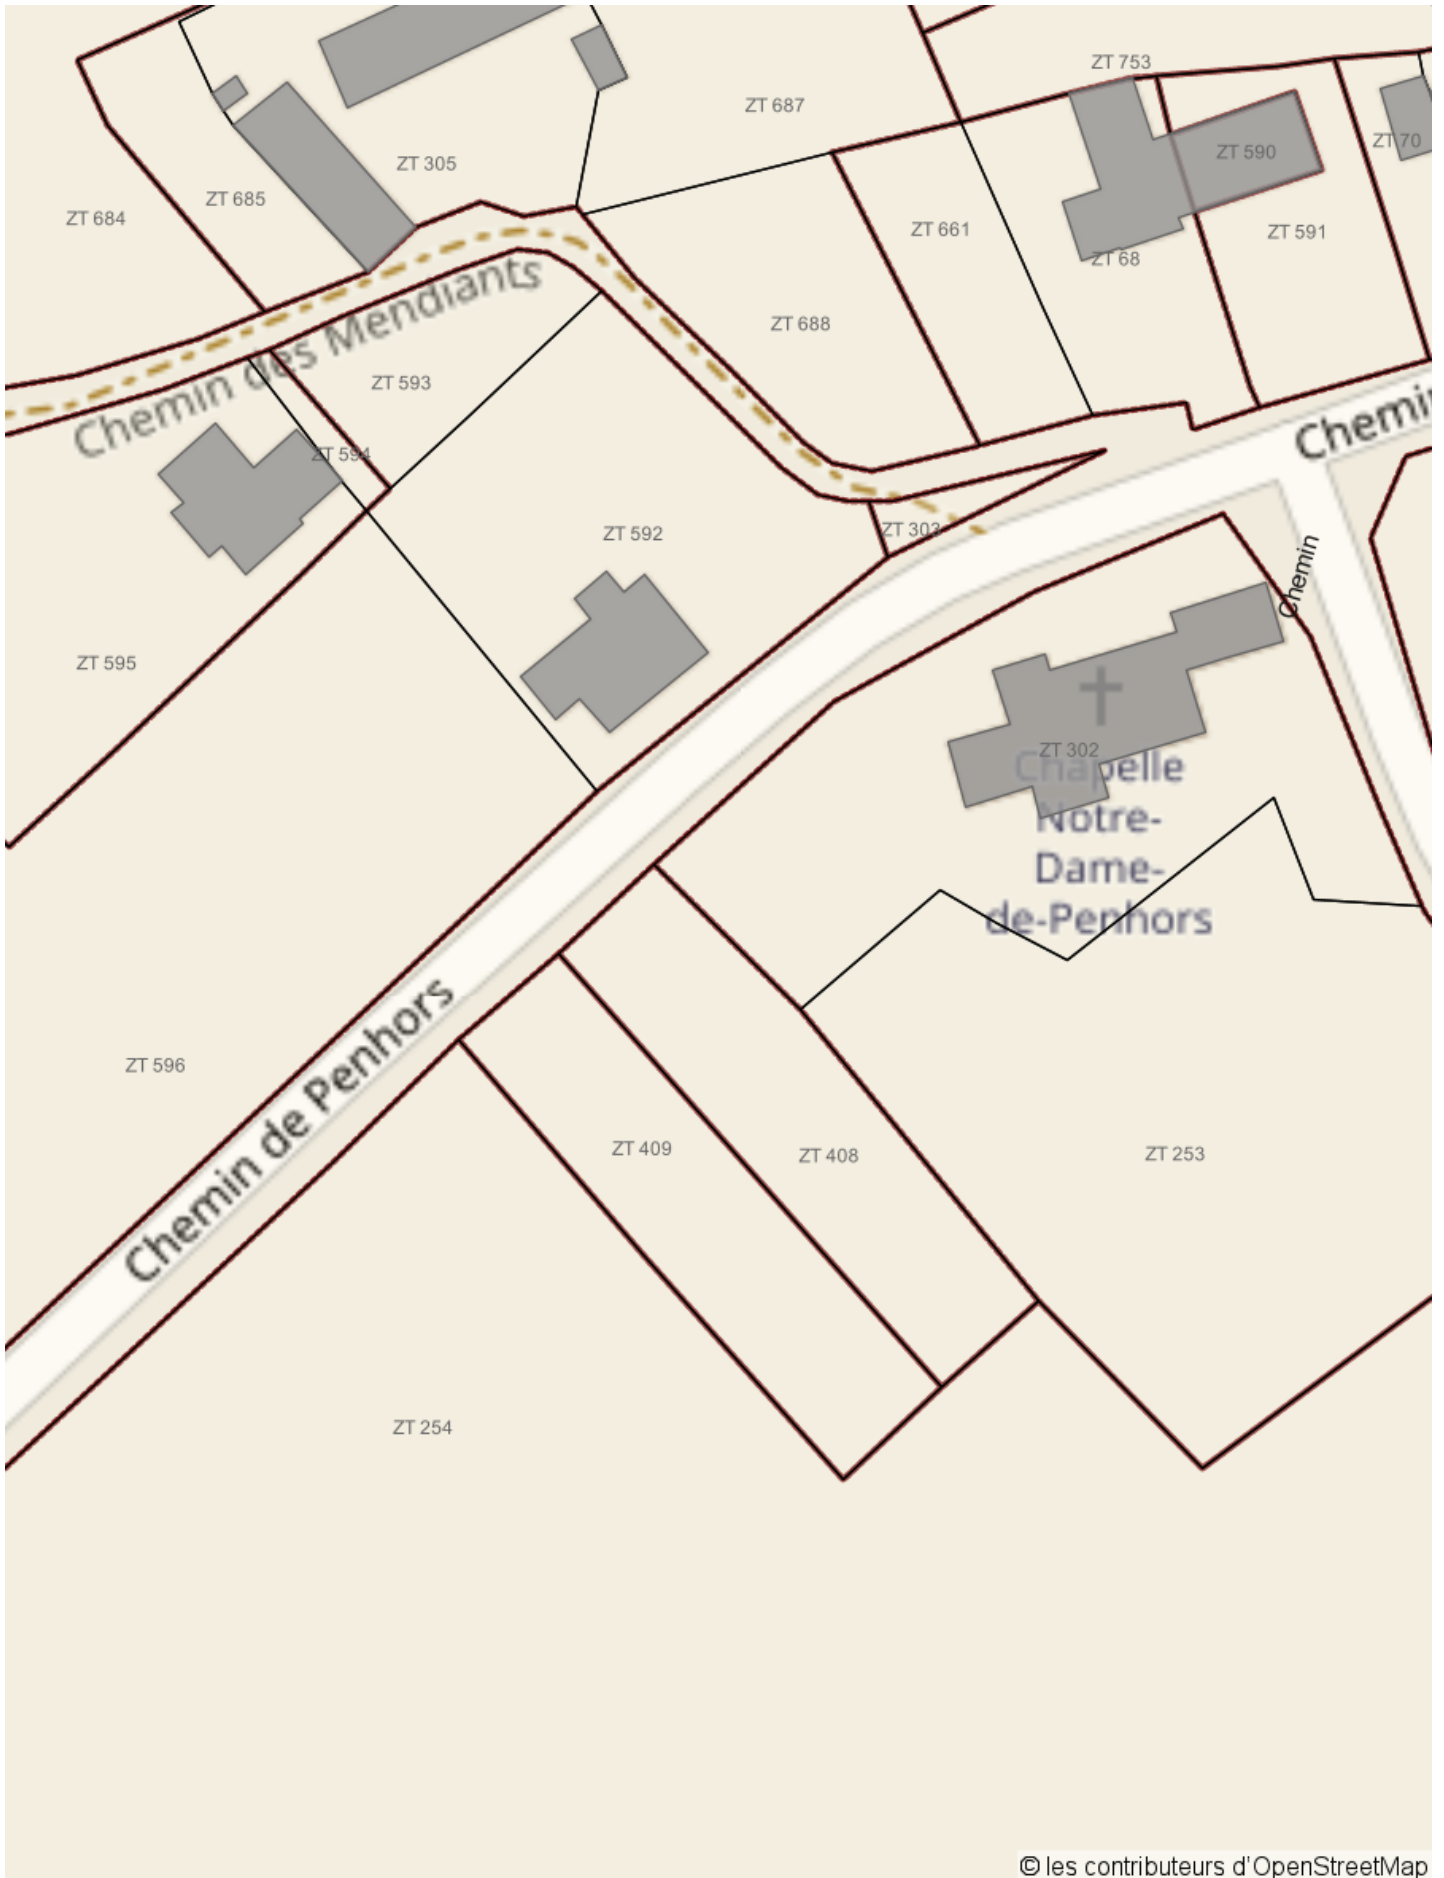 ZT 753
ZT 687
ZT 590
ZT 70
ZT 305
ZT 685
ZT 684
ZT 661
ZT 591
ZT 68
Chemin des Mendiants
ZT 688
ZT 593
Chemin
ZT 594
ZT 303
ZT 592
Chemin
ZT 595
ZT 302
Chapelle
Notre-
Dame-
de-Penhors
Chemin de Penhors
ZT 596
ZT 409
ZT 408
ZT 253
ZT 254
© les contributeurs d'OpenStreetMap